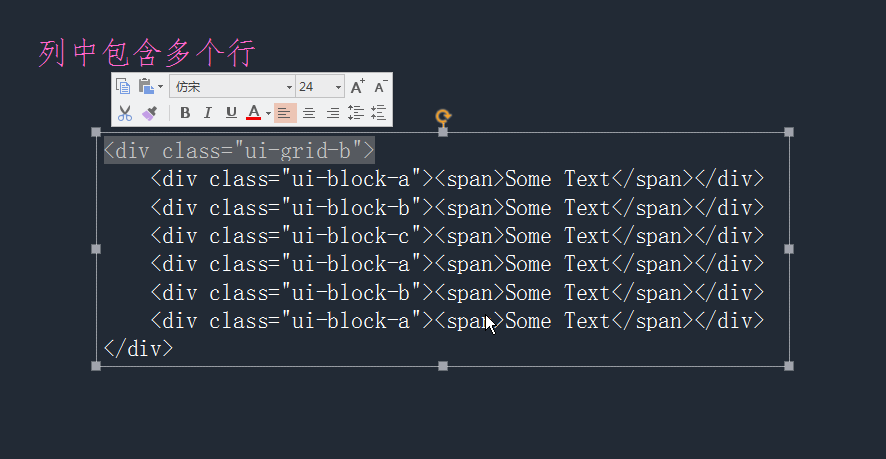 列中包含多个行
仿宋 24 A+ A-
B I U A
<div class="ui-grid-b">
<div class="ui-block-a"><span>Some Text</span></div>
<div class="ui-block-b"><span>Some Text</span></div>
<div class="ui-block-c"><span>Some Text</span></div>
<div class="ui-block-a"><span>Some Text</span></div>
<div class="ui-block-b"><span>Some Text</span></div>
<div class="ui-block-a"><span>Some Text</span></div>
</div>